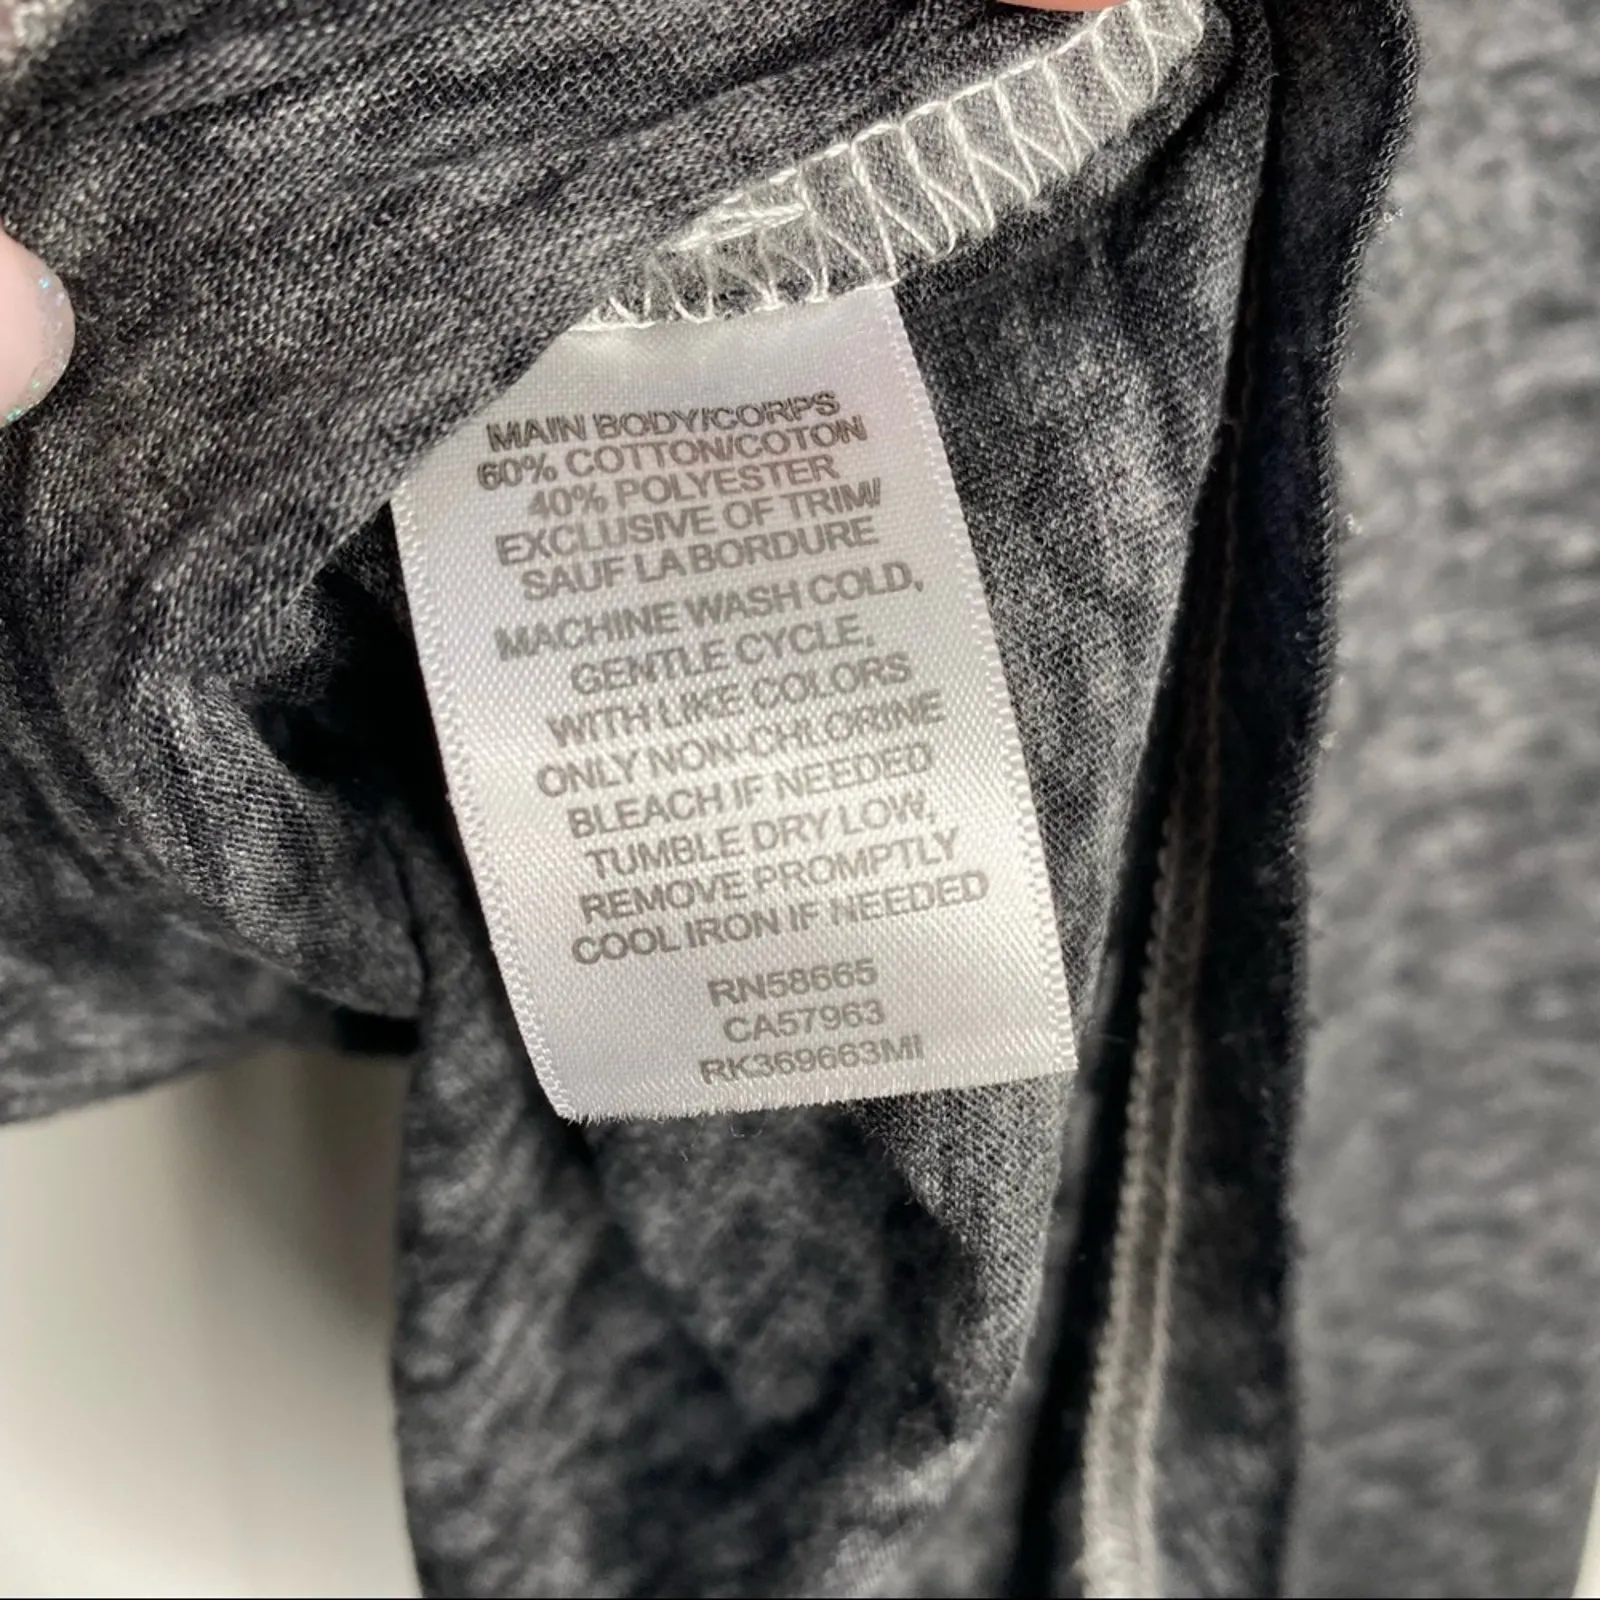 MAIN BODY/CORPS
60% COTTON/COTON
40% POLYESTER
EXCLUSIVE OF TRIM/
SAUF LA BORDURE
MACHINE WASH COLD,
GENTLE CYCLE,
WITH LIKE COLORS
ONLY NON-CHLORINE
BLEACH IF NEEDED
TUMBLE DRY LOW,
REMOVE PROMPTLY
COOL IRON IF NEEDED
RN58665
CA57963
RK369663MI